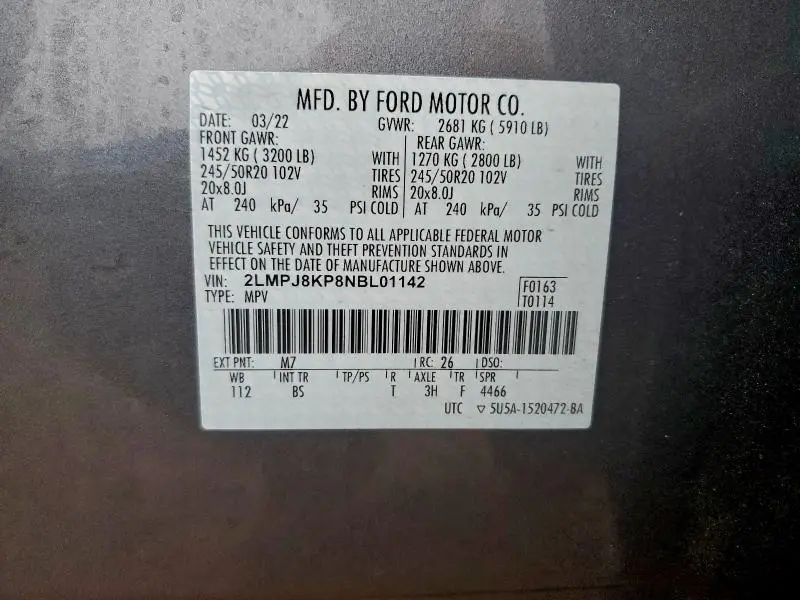 MFD. BY FORD MOTOR CO.
DATE: 03/22 GVWR: 2681 KG ( 5910 LB)
FRONT GAWR: REAR GAWR:
1452 KG ( 3200 LB) WITH 1270 KG ( 2800 LB) WITH
245/50R20 102V TIRES 245/50R20 102V TIRES
20x8.0J RIMS 20x8.0J RIMS
AT 240 kPa/ 35 PSI COLD AT 240 kPa/ 35 PSI COLD
THIS VEHICLE CONFORMS TO ALL APPLICABLE FEDERAL MOTOR
VEHICLE SAFETY AND THEFT PREVENTION STANDARDS IN
EFFECT ON THE DATE OF MANUFACTURE SHOWN ABOVE.
VIN: 2LMPJ8KP8NBL01142 F0163
TYPE: MPV T0114
EXT PNT: M7 RC: 26 DSO:
WB INT TR TP/PS R AXLE TR SPR
112 BS T 3H F 4466
UTC ▽ 5U5A-1520472-BA